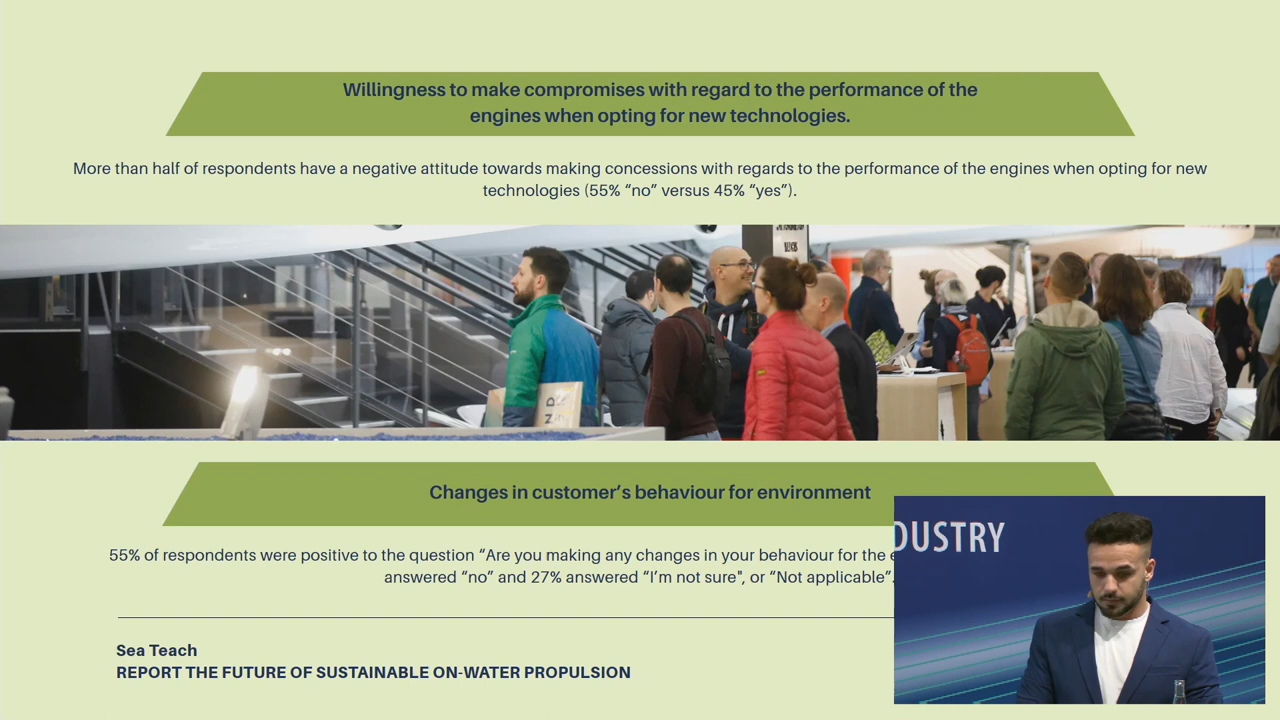 Willingness to make compromises with regard to the performance of the
engines when opting for new technologies.
More than half of respondents have a negative attitude towards making concessions with regards to the performance of the engines when opting for new
technologies (55% “no” versus 45% “yes”).
Changes in customer’s behaviour for environment
55% of respondents were positive to the question “Are you making any changes in your behaviour for the
answered “no” and 27% answered “I’m not sure", or “Not applicable”.
DUSTRY
Sea Teach
REPORT THE FUTURE OF SUSTAINABLE ON-WATER PROPULSION